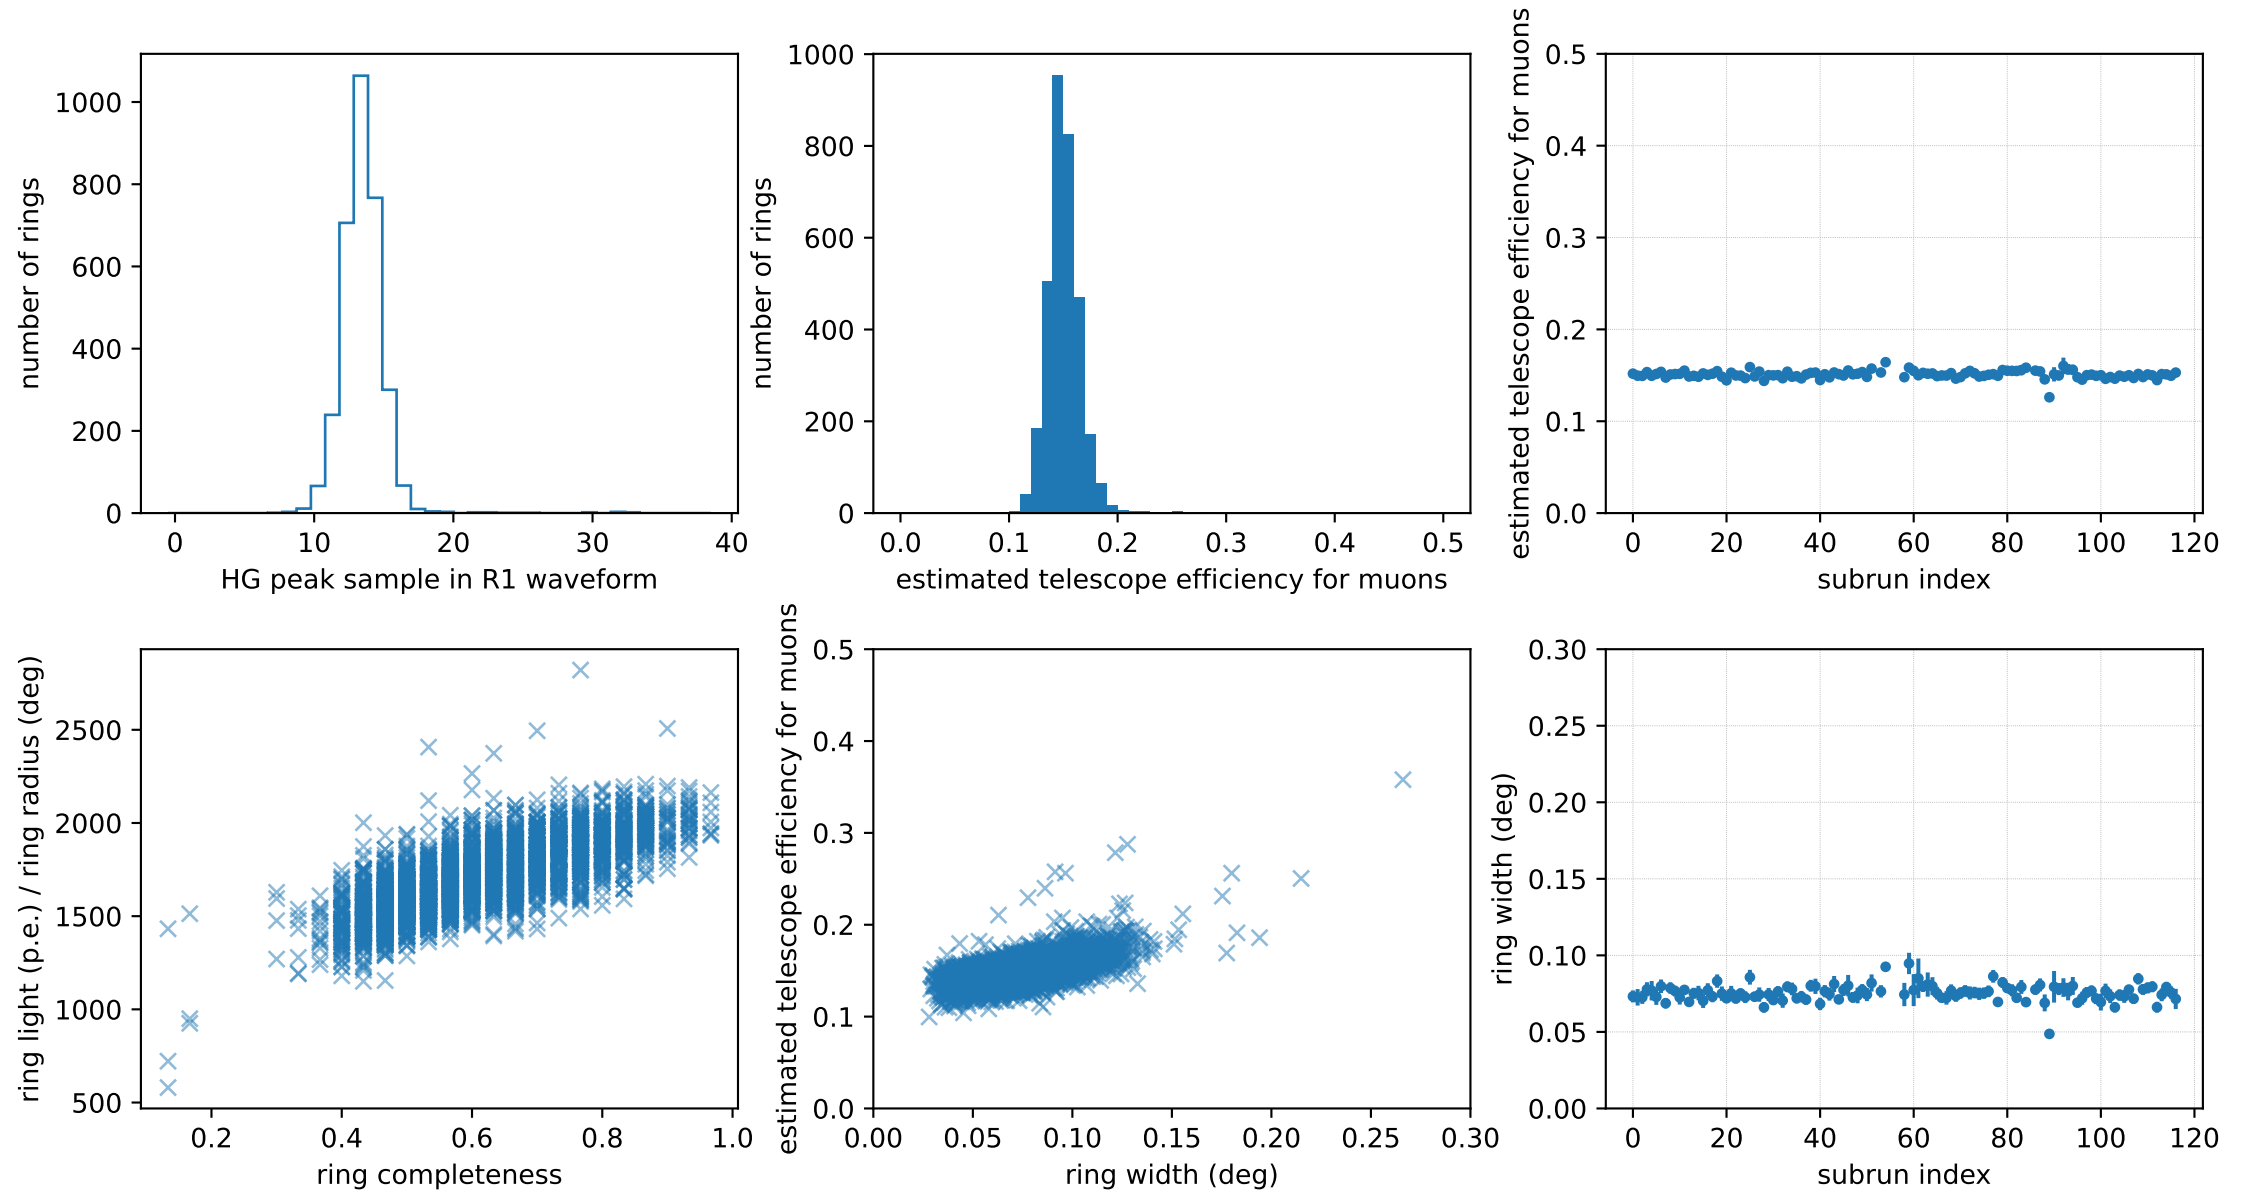 number of rings
1000
800
600
400
200
0
0 10 20 30 40
HG peak sample in R1 waveform
number of rings
1000
800
600
400
200
0
0.0 0.1 0.2 0.3 0.4 0.5
estimated telescope efficiency for muons
estimated telescope efficiency for muons
0.5
0.4
0.3
0.2
0.1
0.0
0 20 40 60 80 100 120
subrun index
ring light (p.e.) / ring radius (deg)
2500
2000
1500
1000
500
0.2 0.4 0.6 0.8 1.0
ring completeness
estimated telescope efficiency for muons
0.5
0.4
0.3
0.2
0.1
0.0
0.00 0.05 0.10 0.15 0.20 0.25 0.30
ring width (deg)
ring width (deg)
0.30
0.25
0.20
0.15
0.10
0.05
0.00
0 20 40 60 80 100 120
subrun index